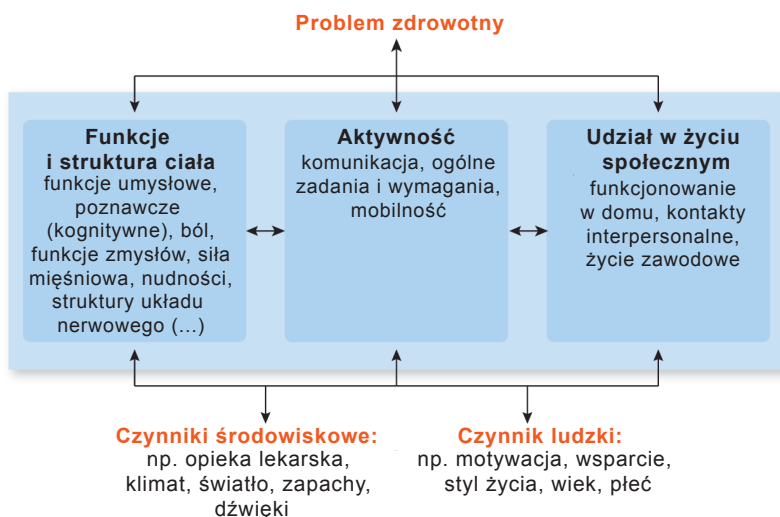 Problem zdrowotny
Funkcje
i struktura ciała
funkcje umysłowe,
poznawcze
(kognitywne), ból,
funkcje zmysłów, siła
mięśniowa, nudności,
struktury układu
nerwowego (...)
Aktywność
komunikacja, ogólne
zadania i wymagania,
mobilność
Udział w życiu
społecznym
funkcjonowanie
w domu, kontakty
interpersonalne,
życie zawodowe
Czynniki środowiskowe:
np. opieka lekarska,
klimat, światło, zapachy,
dźwięki
Czynnik ludzki:
np. motywacja, wsparcie,
styl życia, wiek, płeć